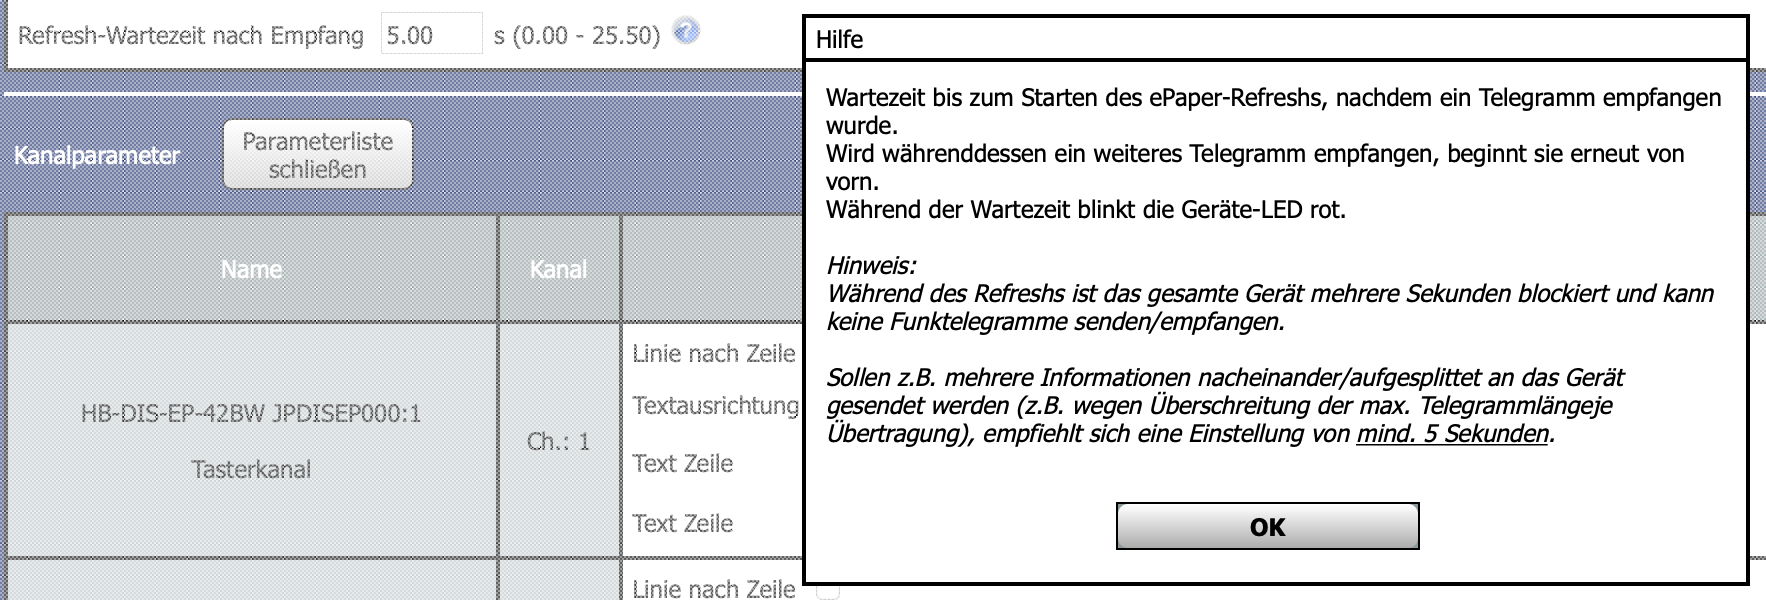 Refresh-Wartezeit nach Empfang 5.00 s (0.00 - 25.50) ?
Hilfe
Wartezeit bis zum Starten des ePaper-Refreshs, nachdem ein Telegramm empfangen
wurde.
Wird währenddessen ein weiteres Telegramm empfangen, beginnt sie erneut von
vorn.
Während der Wartezeit blinkt die Geräte-LED rot.
Hinweis:
Während des Refreshs ist das gesamte Gerät mehrere Sekunden blockiert und kann
keine Funktelegramme senden/empfangen.
Sollen z.B. mehrere Informationen nacheinander/aufgesplittet an das Gerät
gesendet werden (z.B. wegen Überschreitung der max. Telegrammlängeje
Übertragung), empfiehlt sich eine Einstellung von mind. 5 Sekunden.
OK
Kanalparameter
Parameterliste
schließen
Name
Kanal
HB-DIS-EP-42BW JPDISEP000:1
Tasterkanal
Ch.: 1
Linie nach Zeile
Textausrichtung
Text Zeile
Text Zeile
Linie nach Zeile